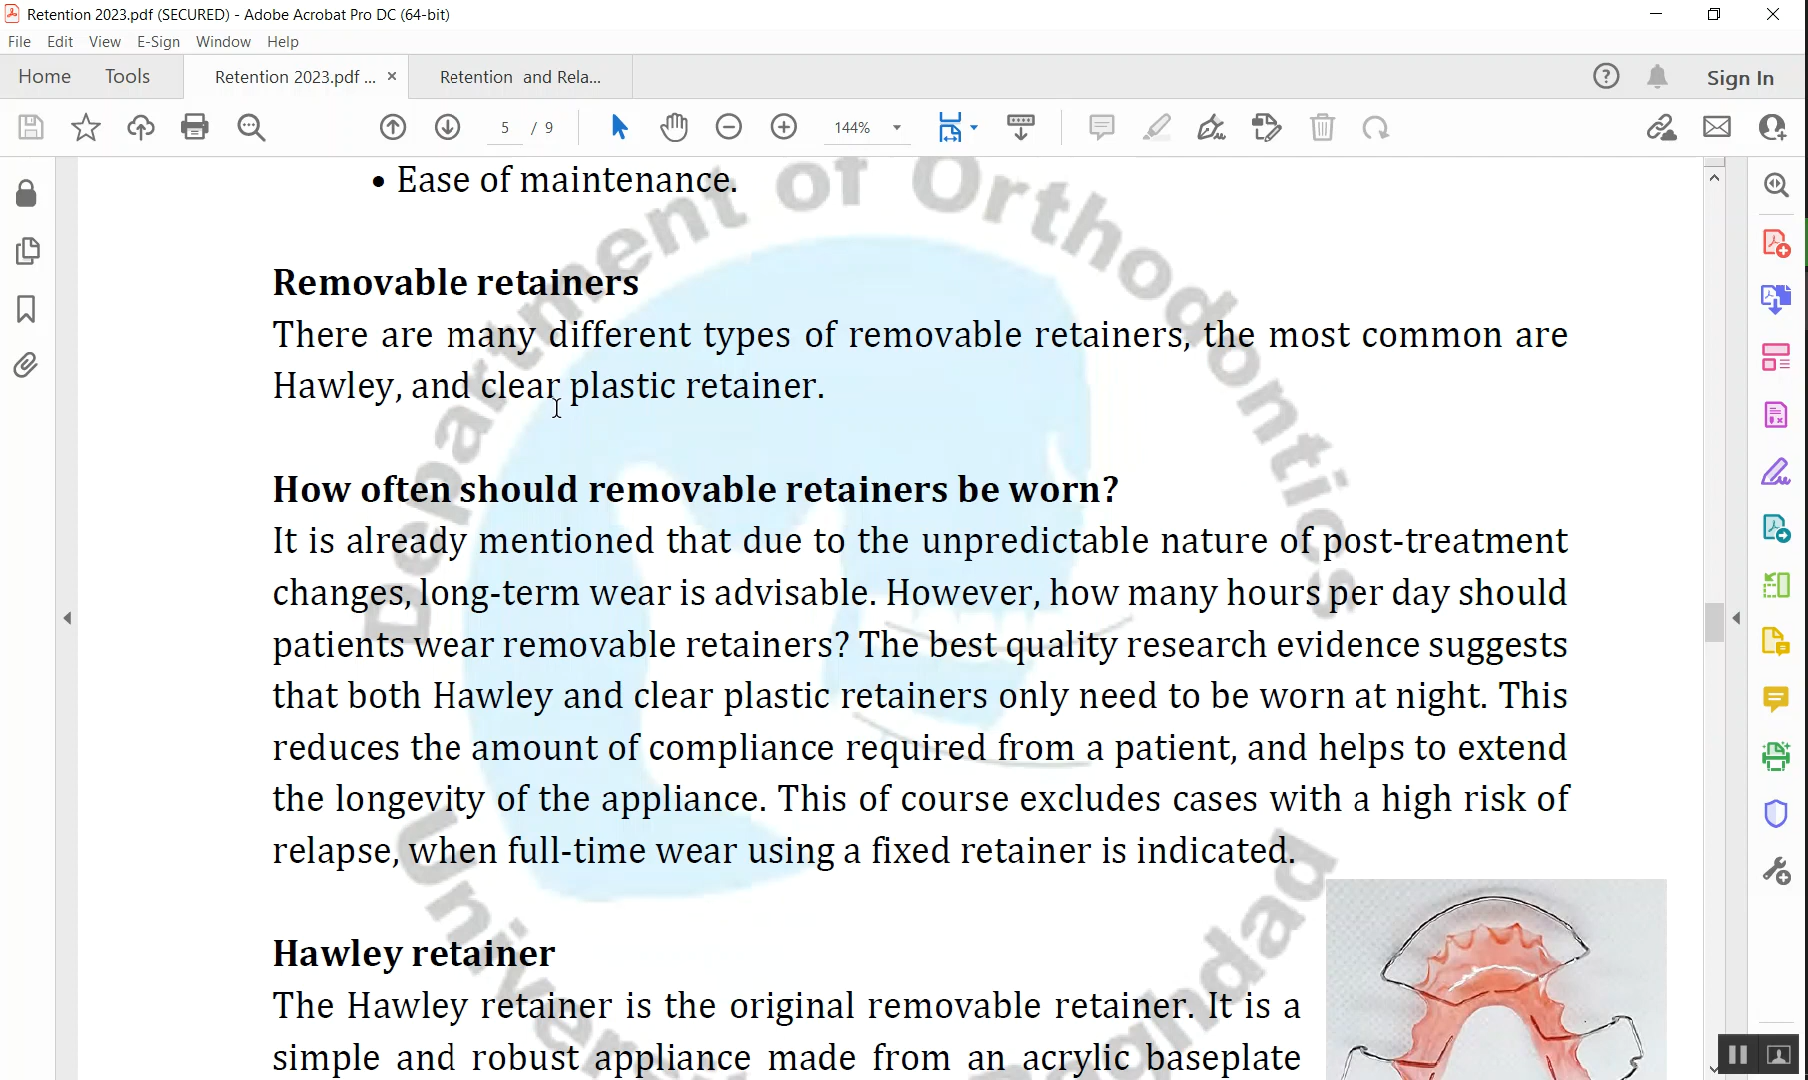 Retention 2023.pdf (SECURED) - Adobe Acrobat Pro DC (64-bit)
File Edit View E-Sign Window Help
Home Tools Retention 2023.pdf ... × Retention and Rela... Sign In
5 / 9 144%
• Ease of maintenance.
Removable retainers
There are many different types of removable retainers, the most common are
Hawley, and clear plastic retainer.
How often should removable retainers be worn?
It is already mentioned that due to the unpredictable nature of post-treatment
changes, long-term wear is advisable. However, how many hours per day should
patients wear removable retainers? The best quality research evidence suggests
that both Hawley and clear plastic retainers only need to be worn at night. This
reduces the amount of compliance required from a patient, and helps to extend
the longevity of the appliance. This of course excludes cases with a high risk of
relapse, when full-time wear using a fixed retainer is indicated.
Hawley retainer
The Hawley retainer is the original removable retainer. It is a
simple and robust appliance made from an acrylic baseplate
Department of Orthodontics